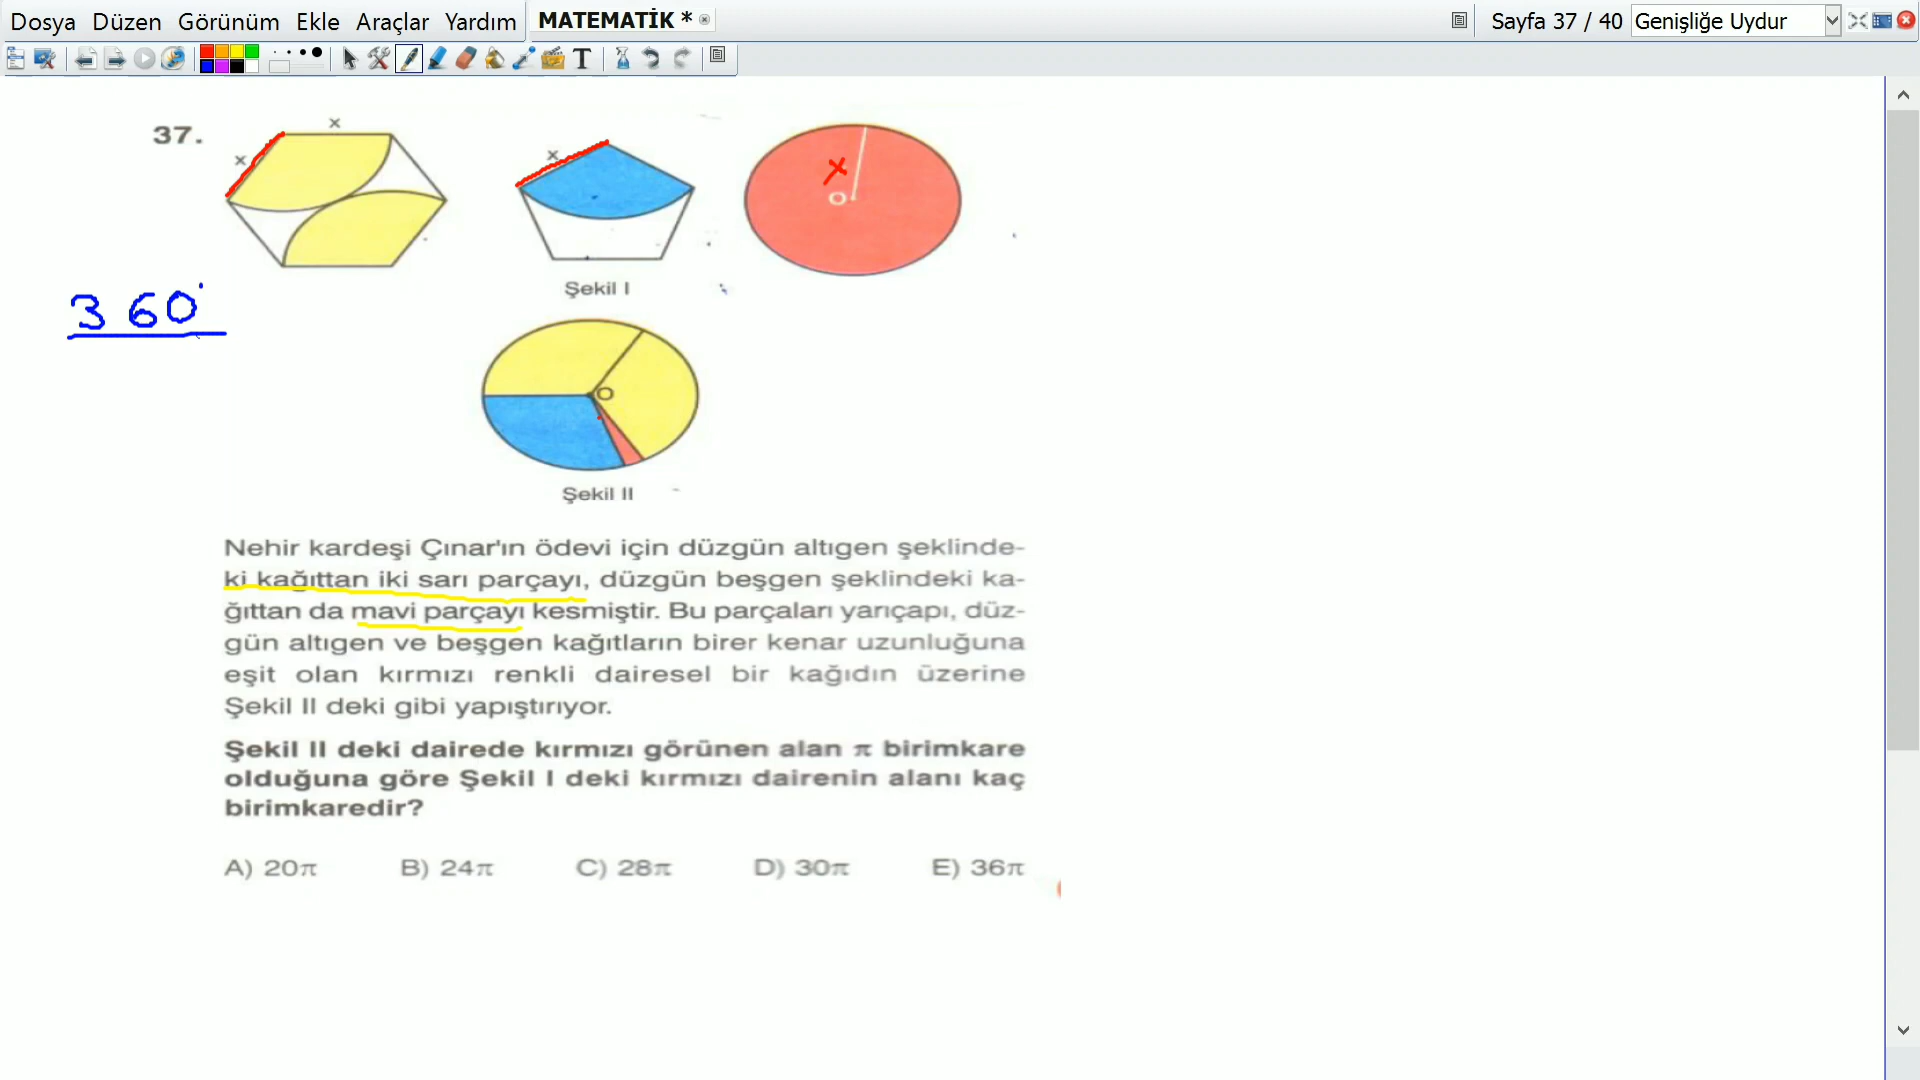 Dosya Düzen Görünüm Ekle Araçlar Yardım MATEMATİK * Sayfa 37 / 40 Genişliğe Uydur
T
37.
x
x
x
x
O
Şekil I
360°
O
Şekil II
Nehir kardeşi Çınar'ın ödevi için düzgün altıgen şeklinde-
ki kağıttan iki sarı parçayı, düzgün beşgen şeklindeki ka-
ğıttan da mavi parçayı kesmiştir. Bu parçaları yarıçapı, düz-
gün altıgen ve beşgen kağıtların birer kenar uzunluğuna
eşit olan kırmızı renkli dairesel bir kağıdın üzerine
Şekil II deki gibi yapıştırıyor.
Şekil II deki dairede kırmızı görünen alan π birimkare
olduğuna göre Şekil I deki kırmızı dairenin alanı kaç
birimkaredir?
A) 20π B) 24π C) 28π D) 30π E) 36π